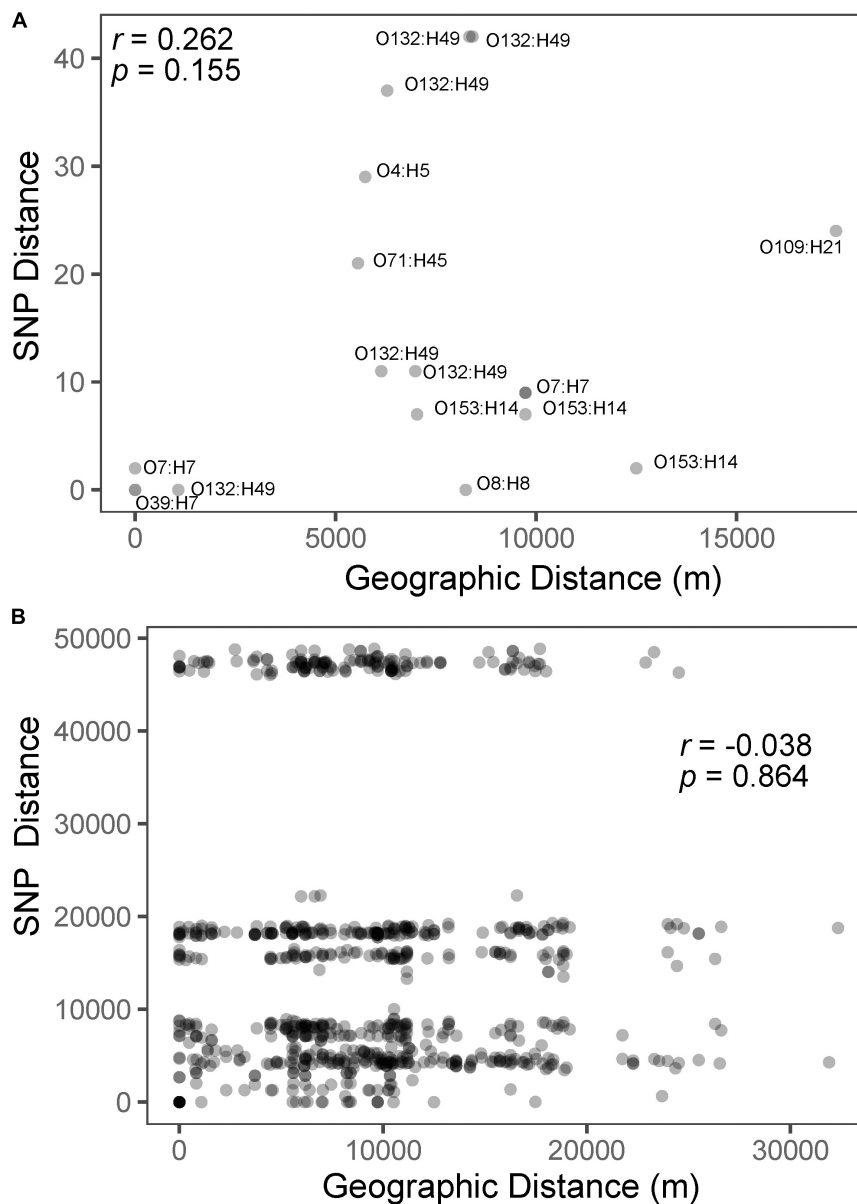 A
r = 0.262
p = 0.155
O132:H49
O132:H49
O132:H49
O4:H5
O109:H21
O71:H45
O132:H49
O132:H49
O7:H7
O153:H14
O153:H14
O153:H14
O7:H7
O132:H49
O8:H8
O39:H7
40
30
20
10
0
SNP Distance
0
5000
10000
15000
Geographic Distance (m)
B
50000
40000
30000
20000
10000
0
SNP Distance
r = -0.038
p = 0.864
0
10000
20000
30000
Geographic Distance (m)